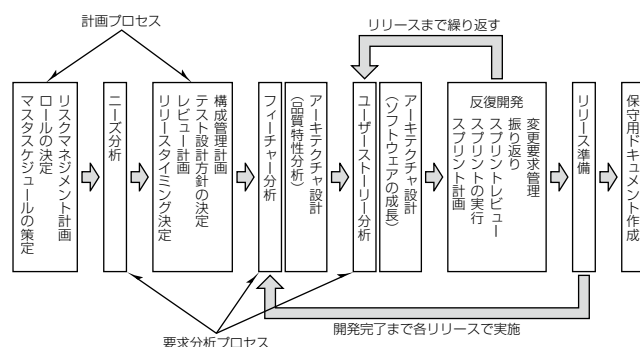 計画プロセス
リリースまで繰り返す
リスクマネジメント計画
ロールの決定
マスタスケジュールの策定
ニーズ分析
構成管理計画
テスト設計方針の決定
レビュー計画
リリースタイミング決定
フィーチャー分析
アーキテクチャ設計
(品質特性分析)
ユーザーストーリー分析
アーキテクチャ設計
(ソフトウェアの成長)
反復開発
変更要求管理
振り返り
スプリントレビュー
スプリントの実行
スプリント計画
リリース準備
保守用ドキュメント作成
要求分析プロセス
開発完了まで各リリースで実施